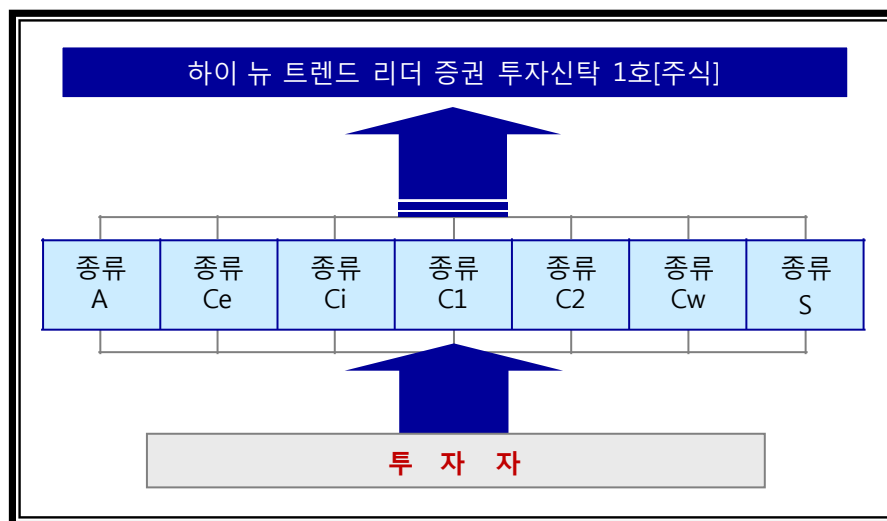 하이 뉴 트렌드 리더 증권 투자신탁 1호[주식]
종류 A
종류 Ce
종류 Ci
종류 C1
종류 C2
종류 Cw
종류 S
투 자 자